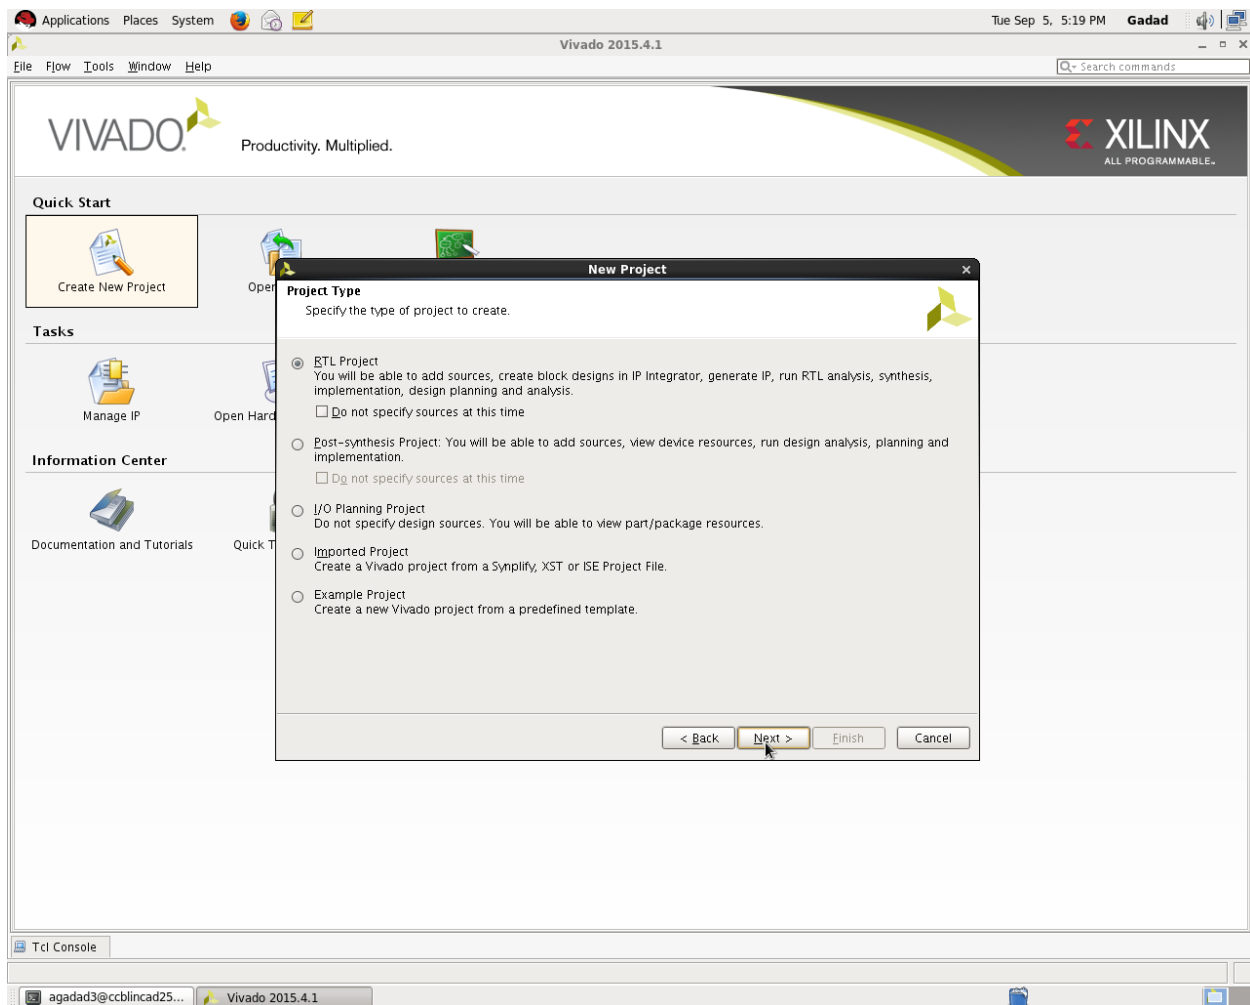 Applications Places System
Tue Sep 5, 5:19 PM Gadad
Vivado 2015.4.1
File Flow Tools Window Help
Search commands
VIVADO.
Productivity. Multiplied.
XILINX
ALL PROGRAMMABLE.
Quick Start
Create New Project
Open
Tasks
Manage IP
Open Hard
Information Center
Documentation and Tutorials
Quick T
New Project
Project Type
Specify the type of project to create.
RTL Project
You will be able to add sources, create block designs in IP Integrator, generate IP, run RTL analysis, synthesis,
implementation, design planning and analysis.
Do not specify sources at this time
Post-synthesis Project: You will be able to add sources, view device resources, run design analysis, planning and
implementation.
Do not specify sources at this time
I/O Planning Project
Do not specify design sources. You will be able to view part/package resources.
Imported Project
Create a Vivado project from a Synplify, XST or ISE Project File.
Example Project
Create a new Vivado project from a predefined template.
< Back Next > Finish Cancel
Tcl Console
agadad3@ccblincad25... Vivado 2015.4.1